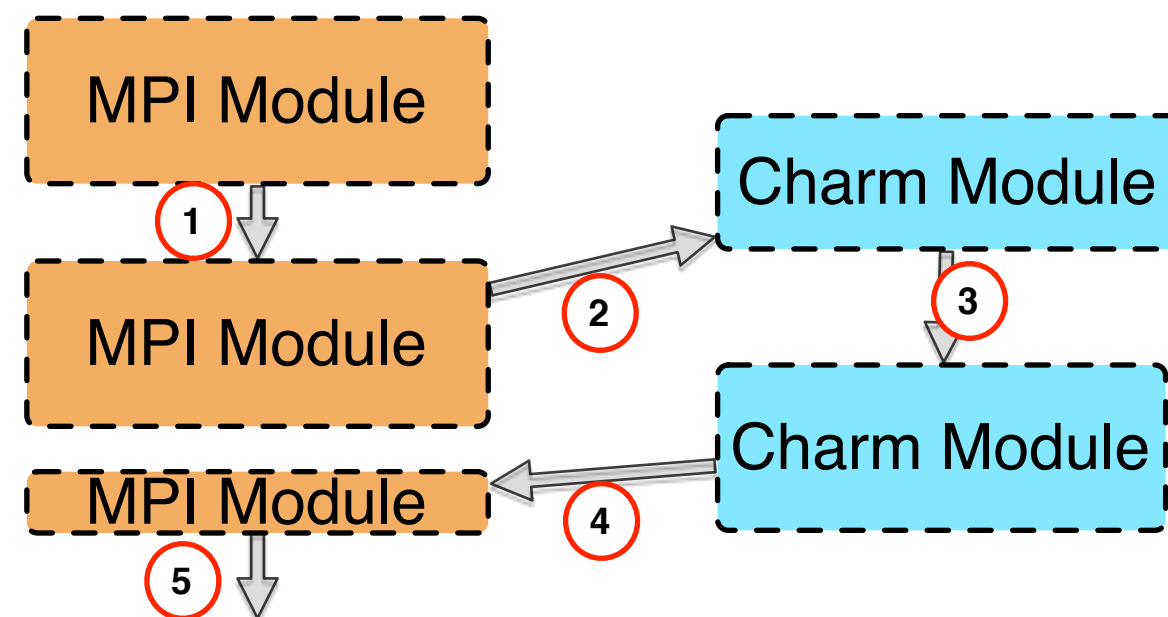 MPI Module
Charm Module
1
MPI Module
2
3
Charm Module
MPI Module
4
5